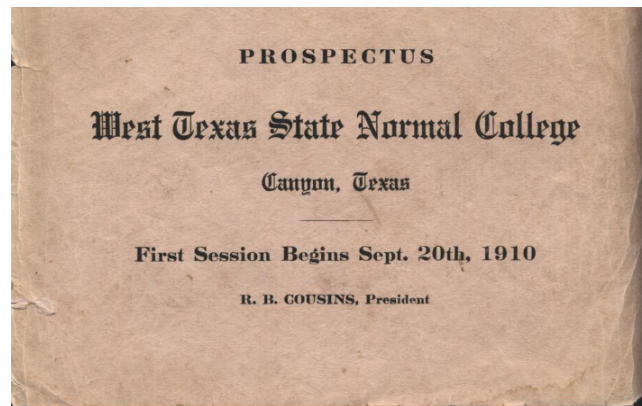 PROSPECTUS
West Texas State Normal College
Canyon, Texas
First Session Begins Sept. 20th, 1910
R. B. COUSINS, President